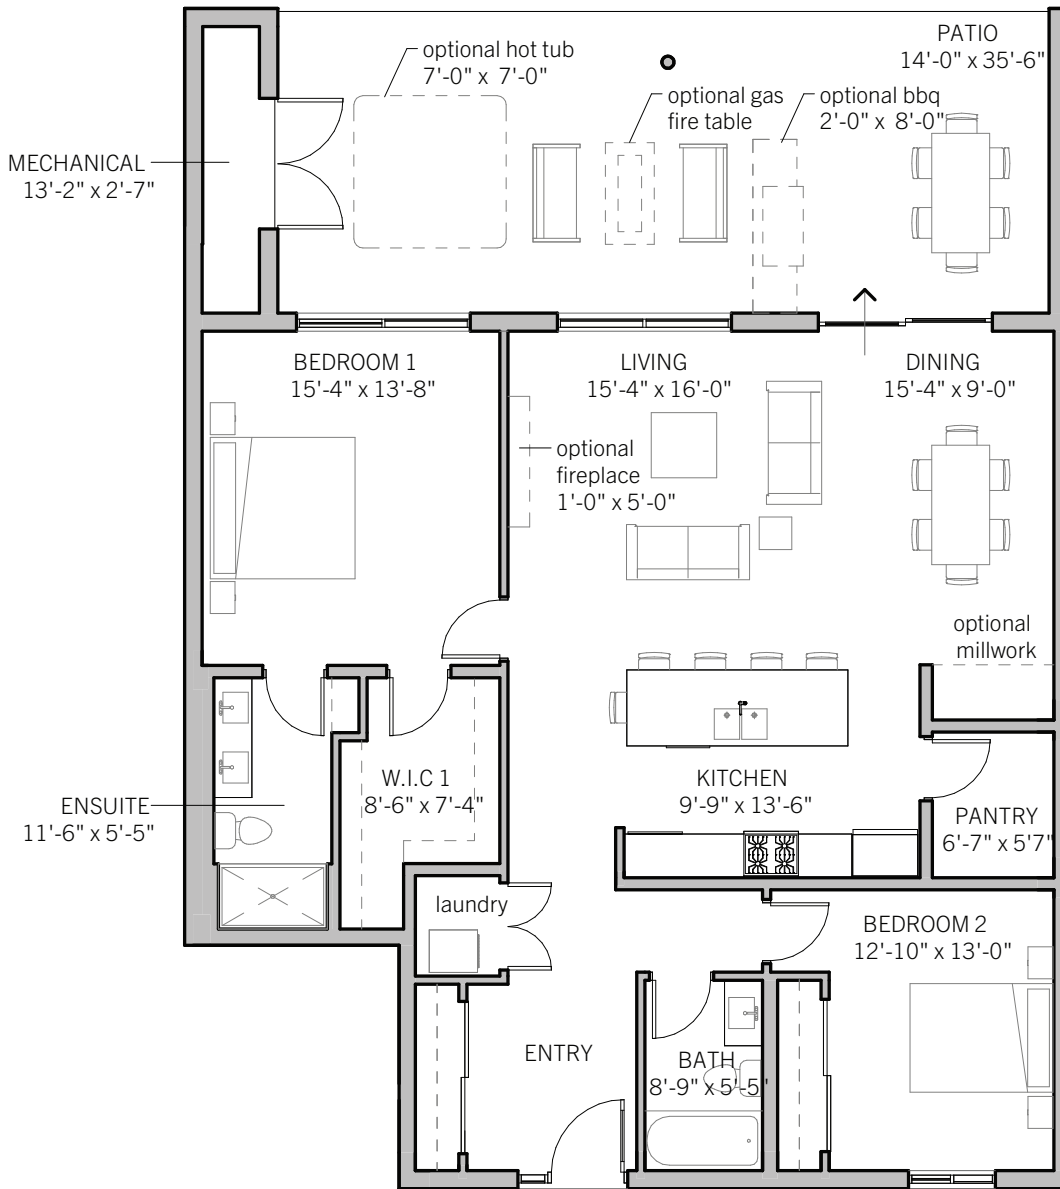 PATIO
14'-0" x 35'-6"
optional hot tub
7'-0" x 7'-0"
optional gas
fire table
optional bbq
2'-0" x 8'-0"
MECHANICAL
13'-2" x 2'-7"
BEDROOM 1
15'-4" x 13'-8"
LIVING
15'-4" x 16'-0"
DINING
15'-4" x 9'-0"
optional
fireplace
1'-0" x 5'-0"
optional
millwork
W.I.C 1
8'-6" x 7'-4"
KITCHEN
9'-9" x 13'-6"
ENSUITE
11'-6" x 5'-5"
PANTRY
6'-7" x 5'7"
laundry
BEDROOM 2
12'-10" x 13'-0"
ENTRY
BATH
8'-9" x 5'-5"